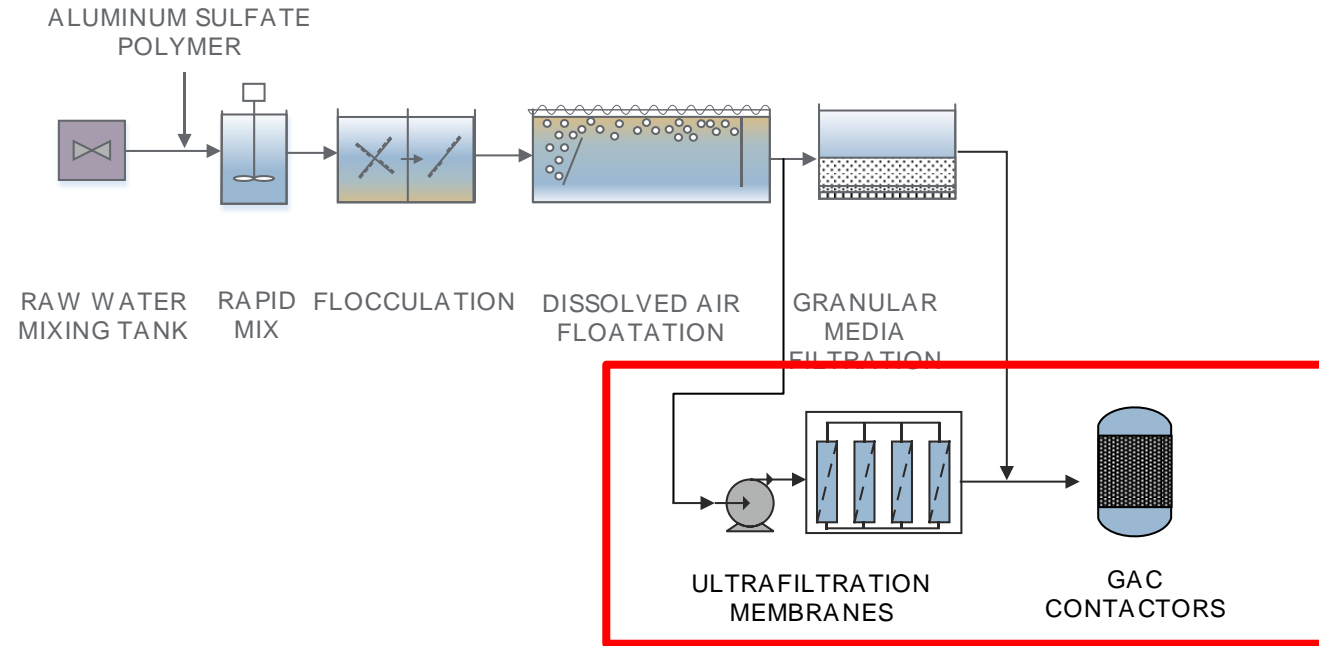 ALUMINUM SULFATE
POLYMER
RAW WATER
MIXING TANK
RAPID
MIX
FLOCCULATION
DISSOLVED AIR
FLOATATION
GRANULAR
MEDIA
FILTRATION
ULTRAFILTRATION
MEMBRANES
GAC
CONTACTORS